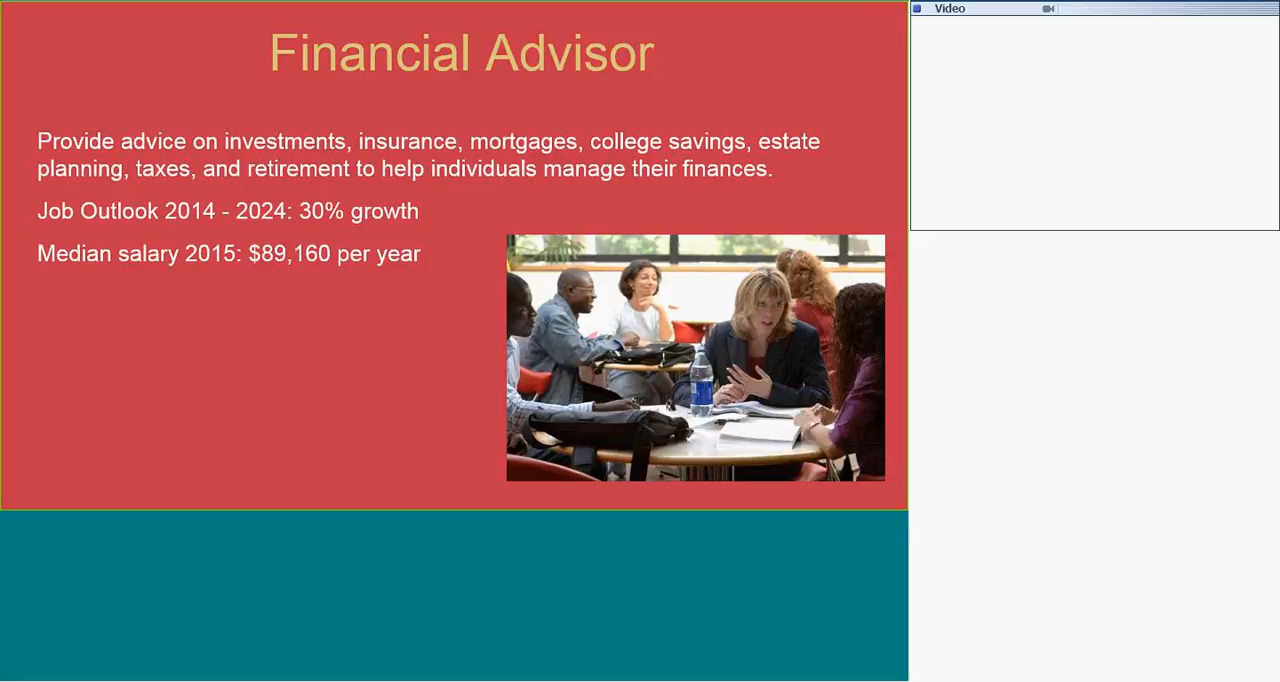 Video
Financial Advisor
Provide advice on investments, insurance, mortgages, college savings, estate
planning, taxes, and retirement to help individuals manage their finances.
Job Outlook 2014 - 2024: 30% growth
Median salary 2015: $89,160 per year